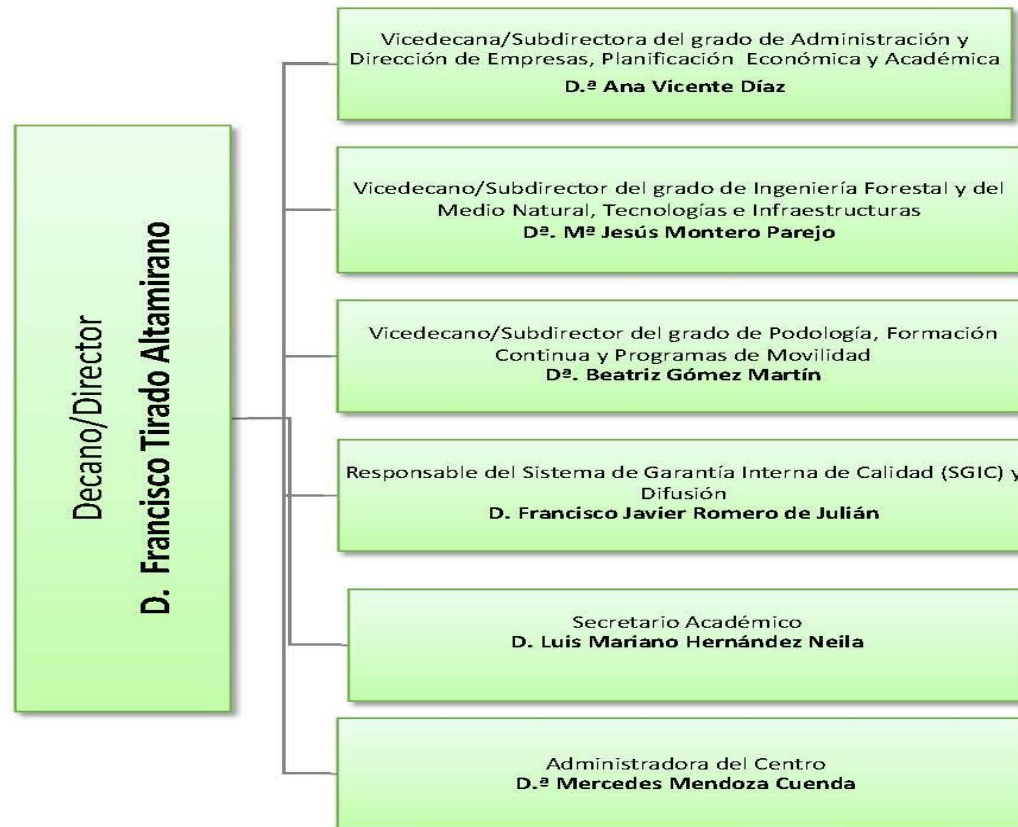 Decano/Director
D. Francisco Tirado Altamirano
Vicedecana/Subdirectora del grado de Administración y
Dirección de Empresas, Planificación Económica y Académica
D.ª Ana Vicente Díaz
Vicedecano/Subdirector del grado de Ingeniería Forestal y del
Medio Natural, Tecnologías e Infraestructuras
Dª. Mª Jesús Montero Parejo
Vicedecano/Subdirector del grado de Podología, Formación
Continua y Programas de Movilidad
Dª. Beatriz Gómez Martín
Responsable del Sistema de Garantía Interna de Calidad (SGIC) y
Difusión
D. Francisco Javier Romero de Julián
Secretario Académico
D. Luis Mariano Hernández Neila
Administradora del Centro
D.ª Mercedes Mendoza Cuenda